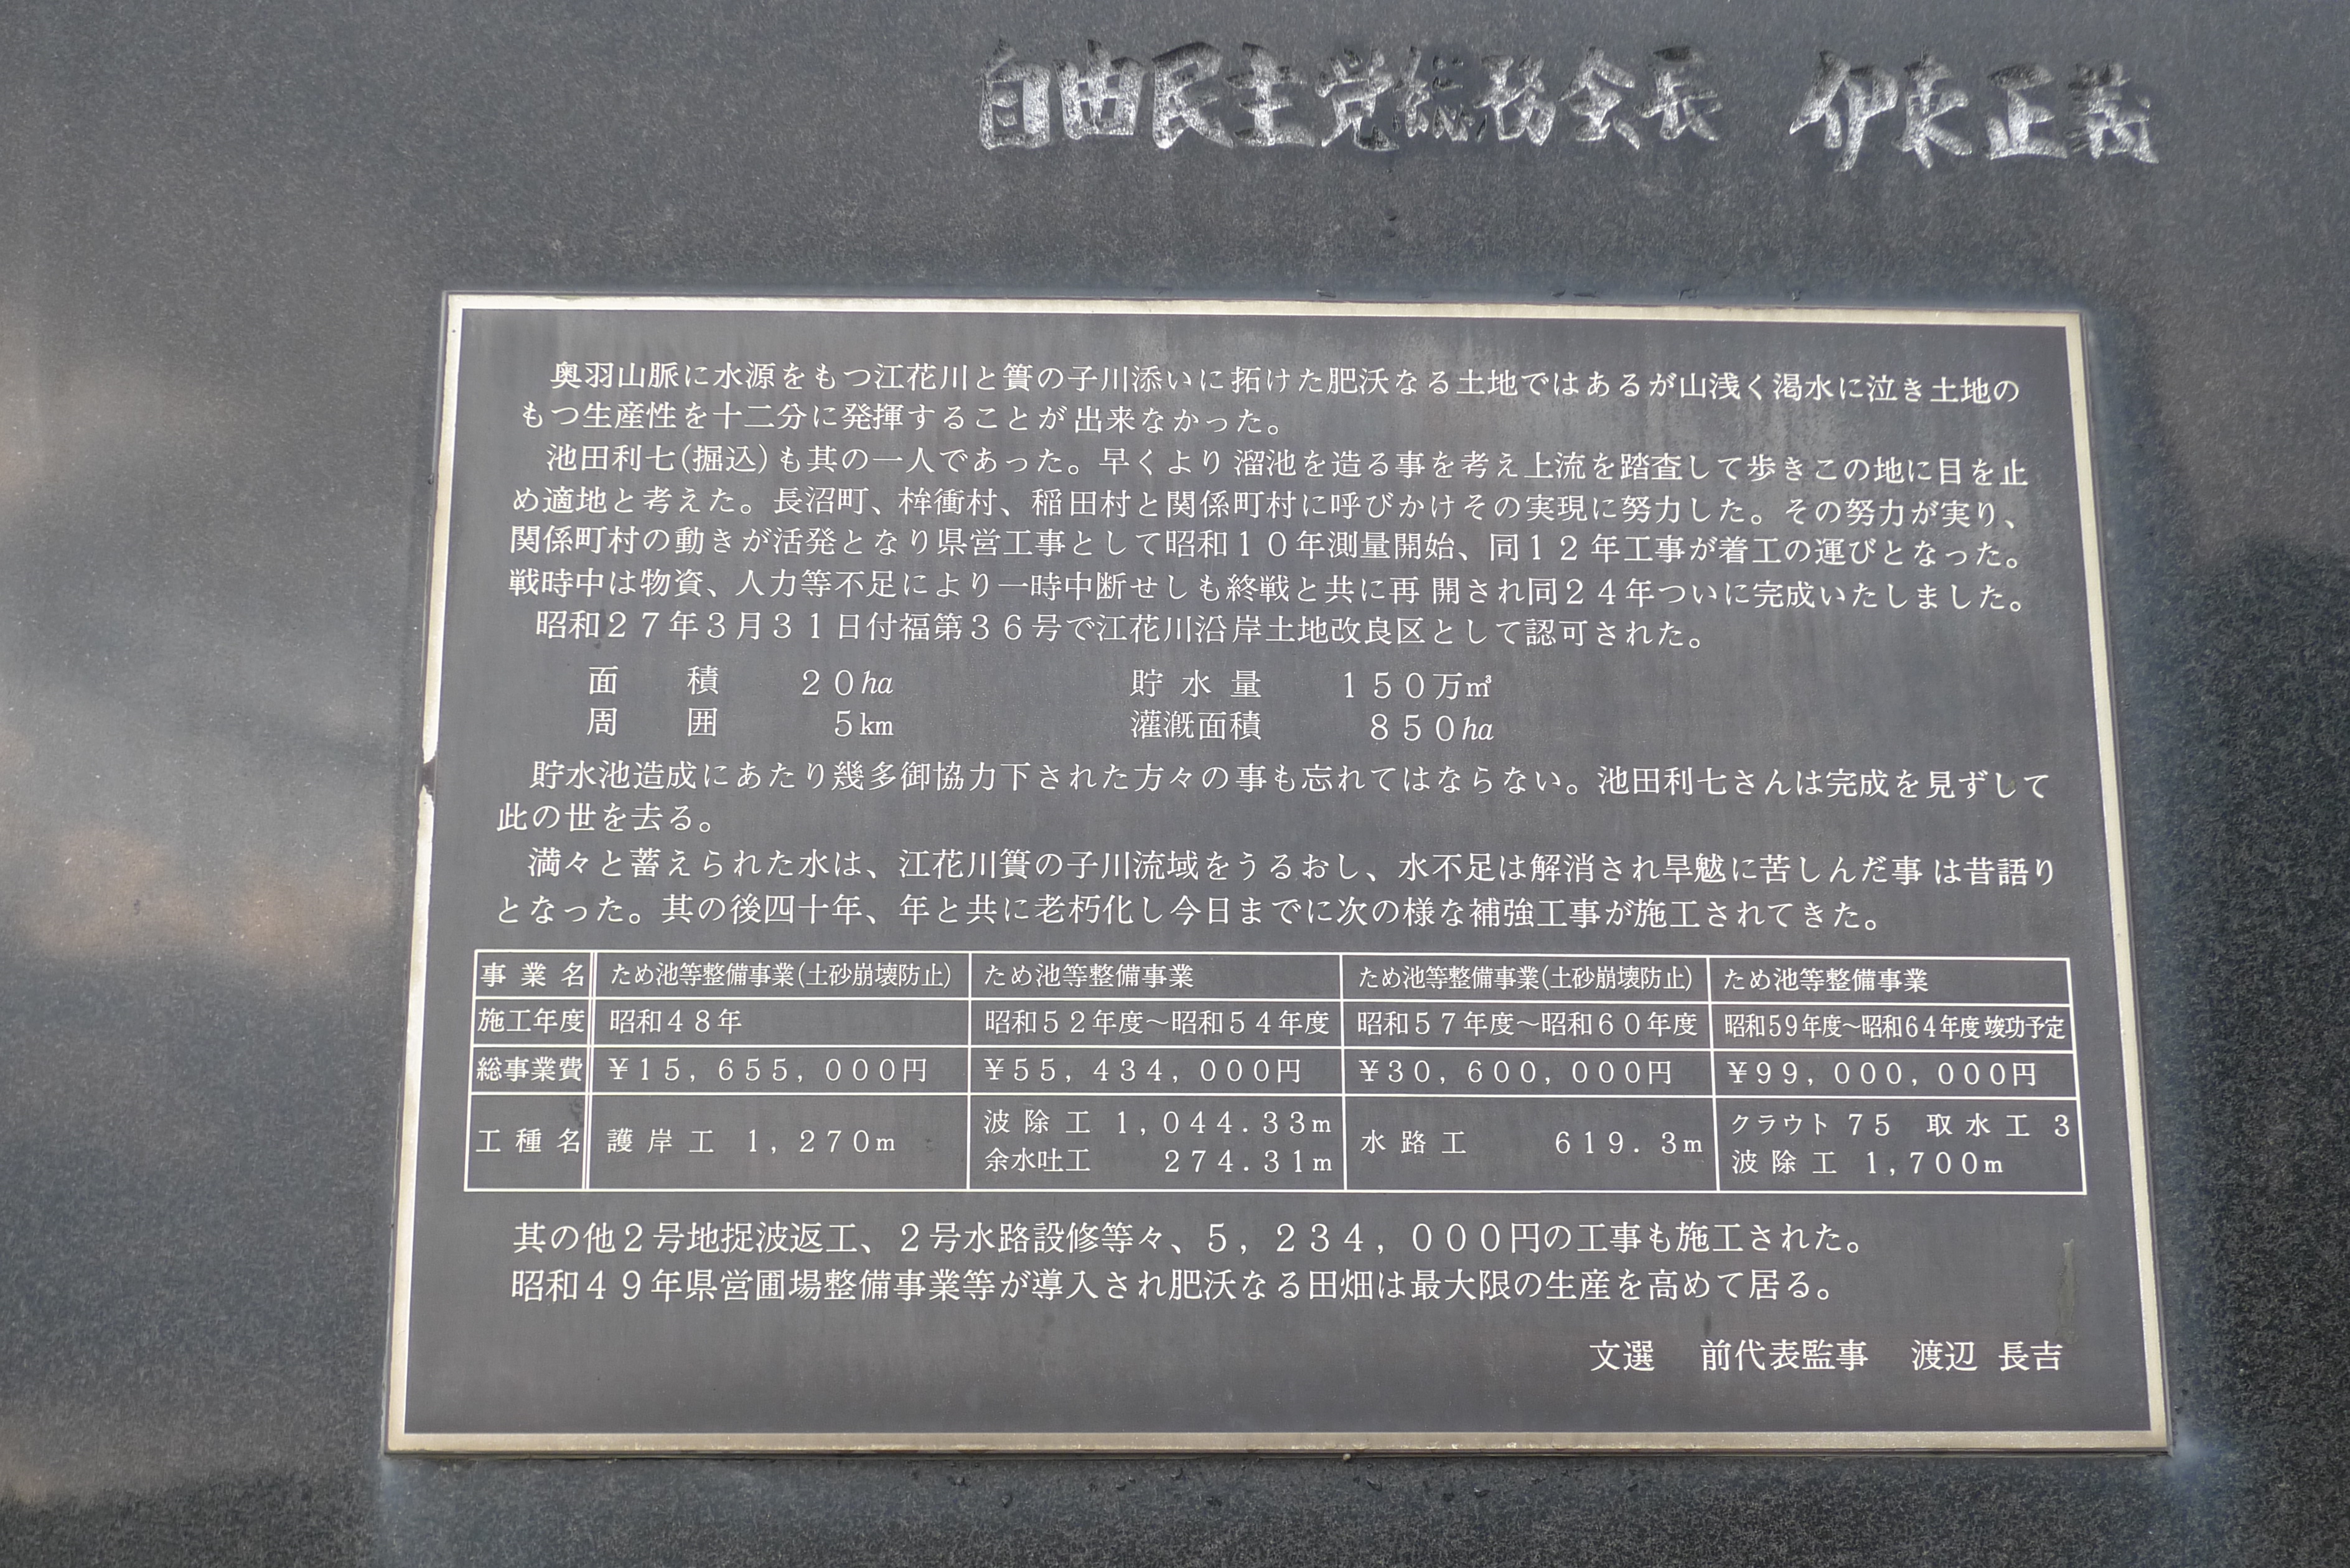 自由民主党総務会長 伊東正義
奥羽山脈に水源をもつ江花川と簀の子川添いに拓けた肥沃なる土地ではあるが山浅く渇水に泣き土地の
もつ生産性を十二分に発揮することが出来なかった。
池田利七(掘込)も其の一人であった。早くより溜池を造る事を考え上流を踏査して歩きこの地に目を止
め適地と考えた。長沼町、桙衝村、稲田村と関係町村に呼びかけその実現に努力した。その努力が実り、
関係町村の動きが活発となり県営工事として昭和10年測量開始、同12年工事が着工の運びとなった。
戦時中は物資、人力等不足により一時中断せしも終戦と共に再開され同24年ついに完成いたしました。
昭和27年3月31日付福第36号で江花川沿岸土地改良区として認可された。
面積 20ha 貯水量 150万㎥
周囲 5km 灌漑面積 850ha
貯水池造成にあたり幾多御協力下された方々の事も忘れてはならない。池田利七さんは完成を見ずして
此の世を去る。
満々と蓄えられた水は、江花川簀の子川流域をうるおし、水不足は解消され旱魃に苦しんだ事は昔語り
となった。其の後四十年、年と共に老朽化し今日までに次の様な補強工事が施工されてきた。
事業名 ため池等整備事業(土砂崩壊防止) ため池等整備事業 ため池等整備事業(土砂崩壊防止) ため池等整備事業
施工年度 昭和48年 昭和52年度～昭和54年度 昭和57年度～昭和60年度 昭和59年度～昭和64年度竣功予定
総事業費 ¥15,655,000円 ¥55,434,000円 ¥30,600,000円 ¥99,000,000円
工種名 護岸工 1,270m 波除工 1,044.33m 余水吐工 274.31m 水路工 619.3m クラウト 75 取水工 3 波除工 1,700m
其の他2号地捉波返工、2号水路設修等々、5,234,000円の工事も施工された。
昭和49年県営圃場整備事業等が導入され肥沃なる田畑は最大限の生産を高めて居る。
文選 前代表監事 渡辺 長吉